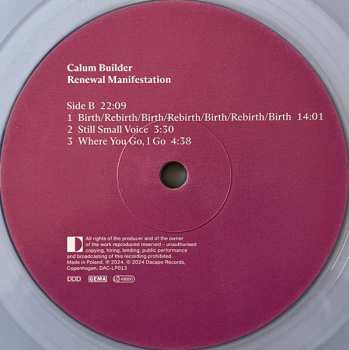 Calum Builder
Renewal Manifestation
Side B 22:09
1 Birth/Rebirth/Birth/Rebirth/Birth/Rebirth/Birth 14:01
2 Still Small Voice 3:30
3 Where You Go, I Go 4:38
All rights of the producer and of the owner
of the work reproduced reserved – unauthorised
copying, hiring, lending, public performance
and broadcasting of this recording prohibited.
Made in Poland, ℗ 2024, © 2024 Dacapo Records,
Copenhagen, DAC-LP013
DDD GEMA